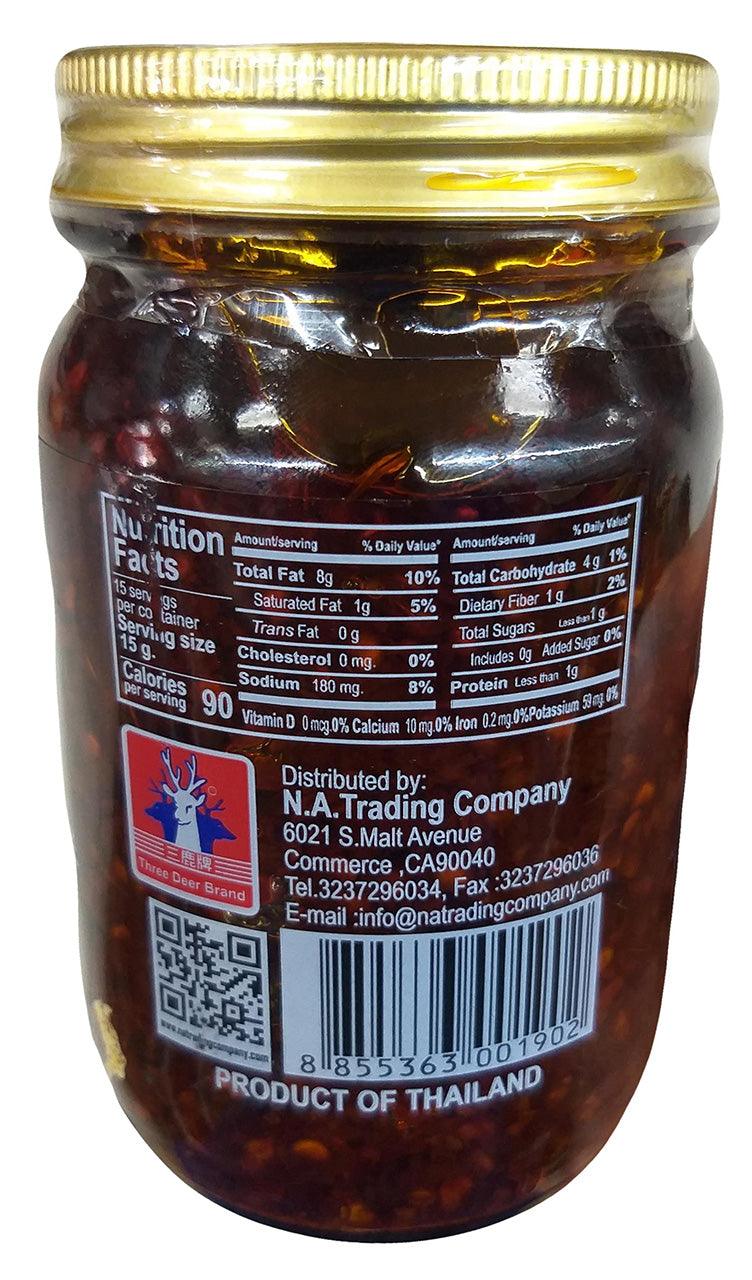 Nutrition
Facts
15 servings
per container
Serving size
15 g.
Calories
per serving 90
Amount/serving % Daily Value*
Total Fat 8g 10%
Saturated Fat 1g 5%
Trans Fat 0 g
Cholesterol 0 mg. 0%
Sodium 180 mg. 8%
Amount/serving % Daily Value*
Total Carbohydrate 4 g 1%
Dietary Fiber 1 g 2%
Total Sugars Less than 1 g
Includes 0g Added Sugar 0%
Protein Less than 1g
Vitamin D 0 mcg.0% Calcium 10 mg.0% Iron 0.2 mg.0%Potassium 59 mg. 0%
三鹿牌
Three Deer Brand
Distributed by:
N.A.Trading Company
6021 S.Malt Avenue
Commerce ,CA90040
Tel.3237296034, Fax :3237296036
E-mail :info@natradingcompany.com
www.natradingcompany.com
8 855363 001902
PRODUCT OF THAILAND